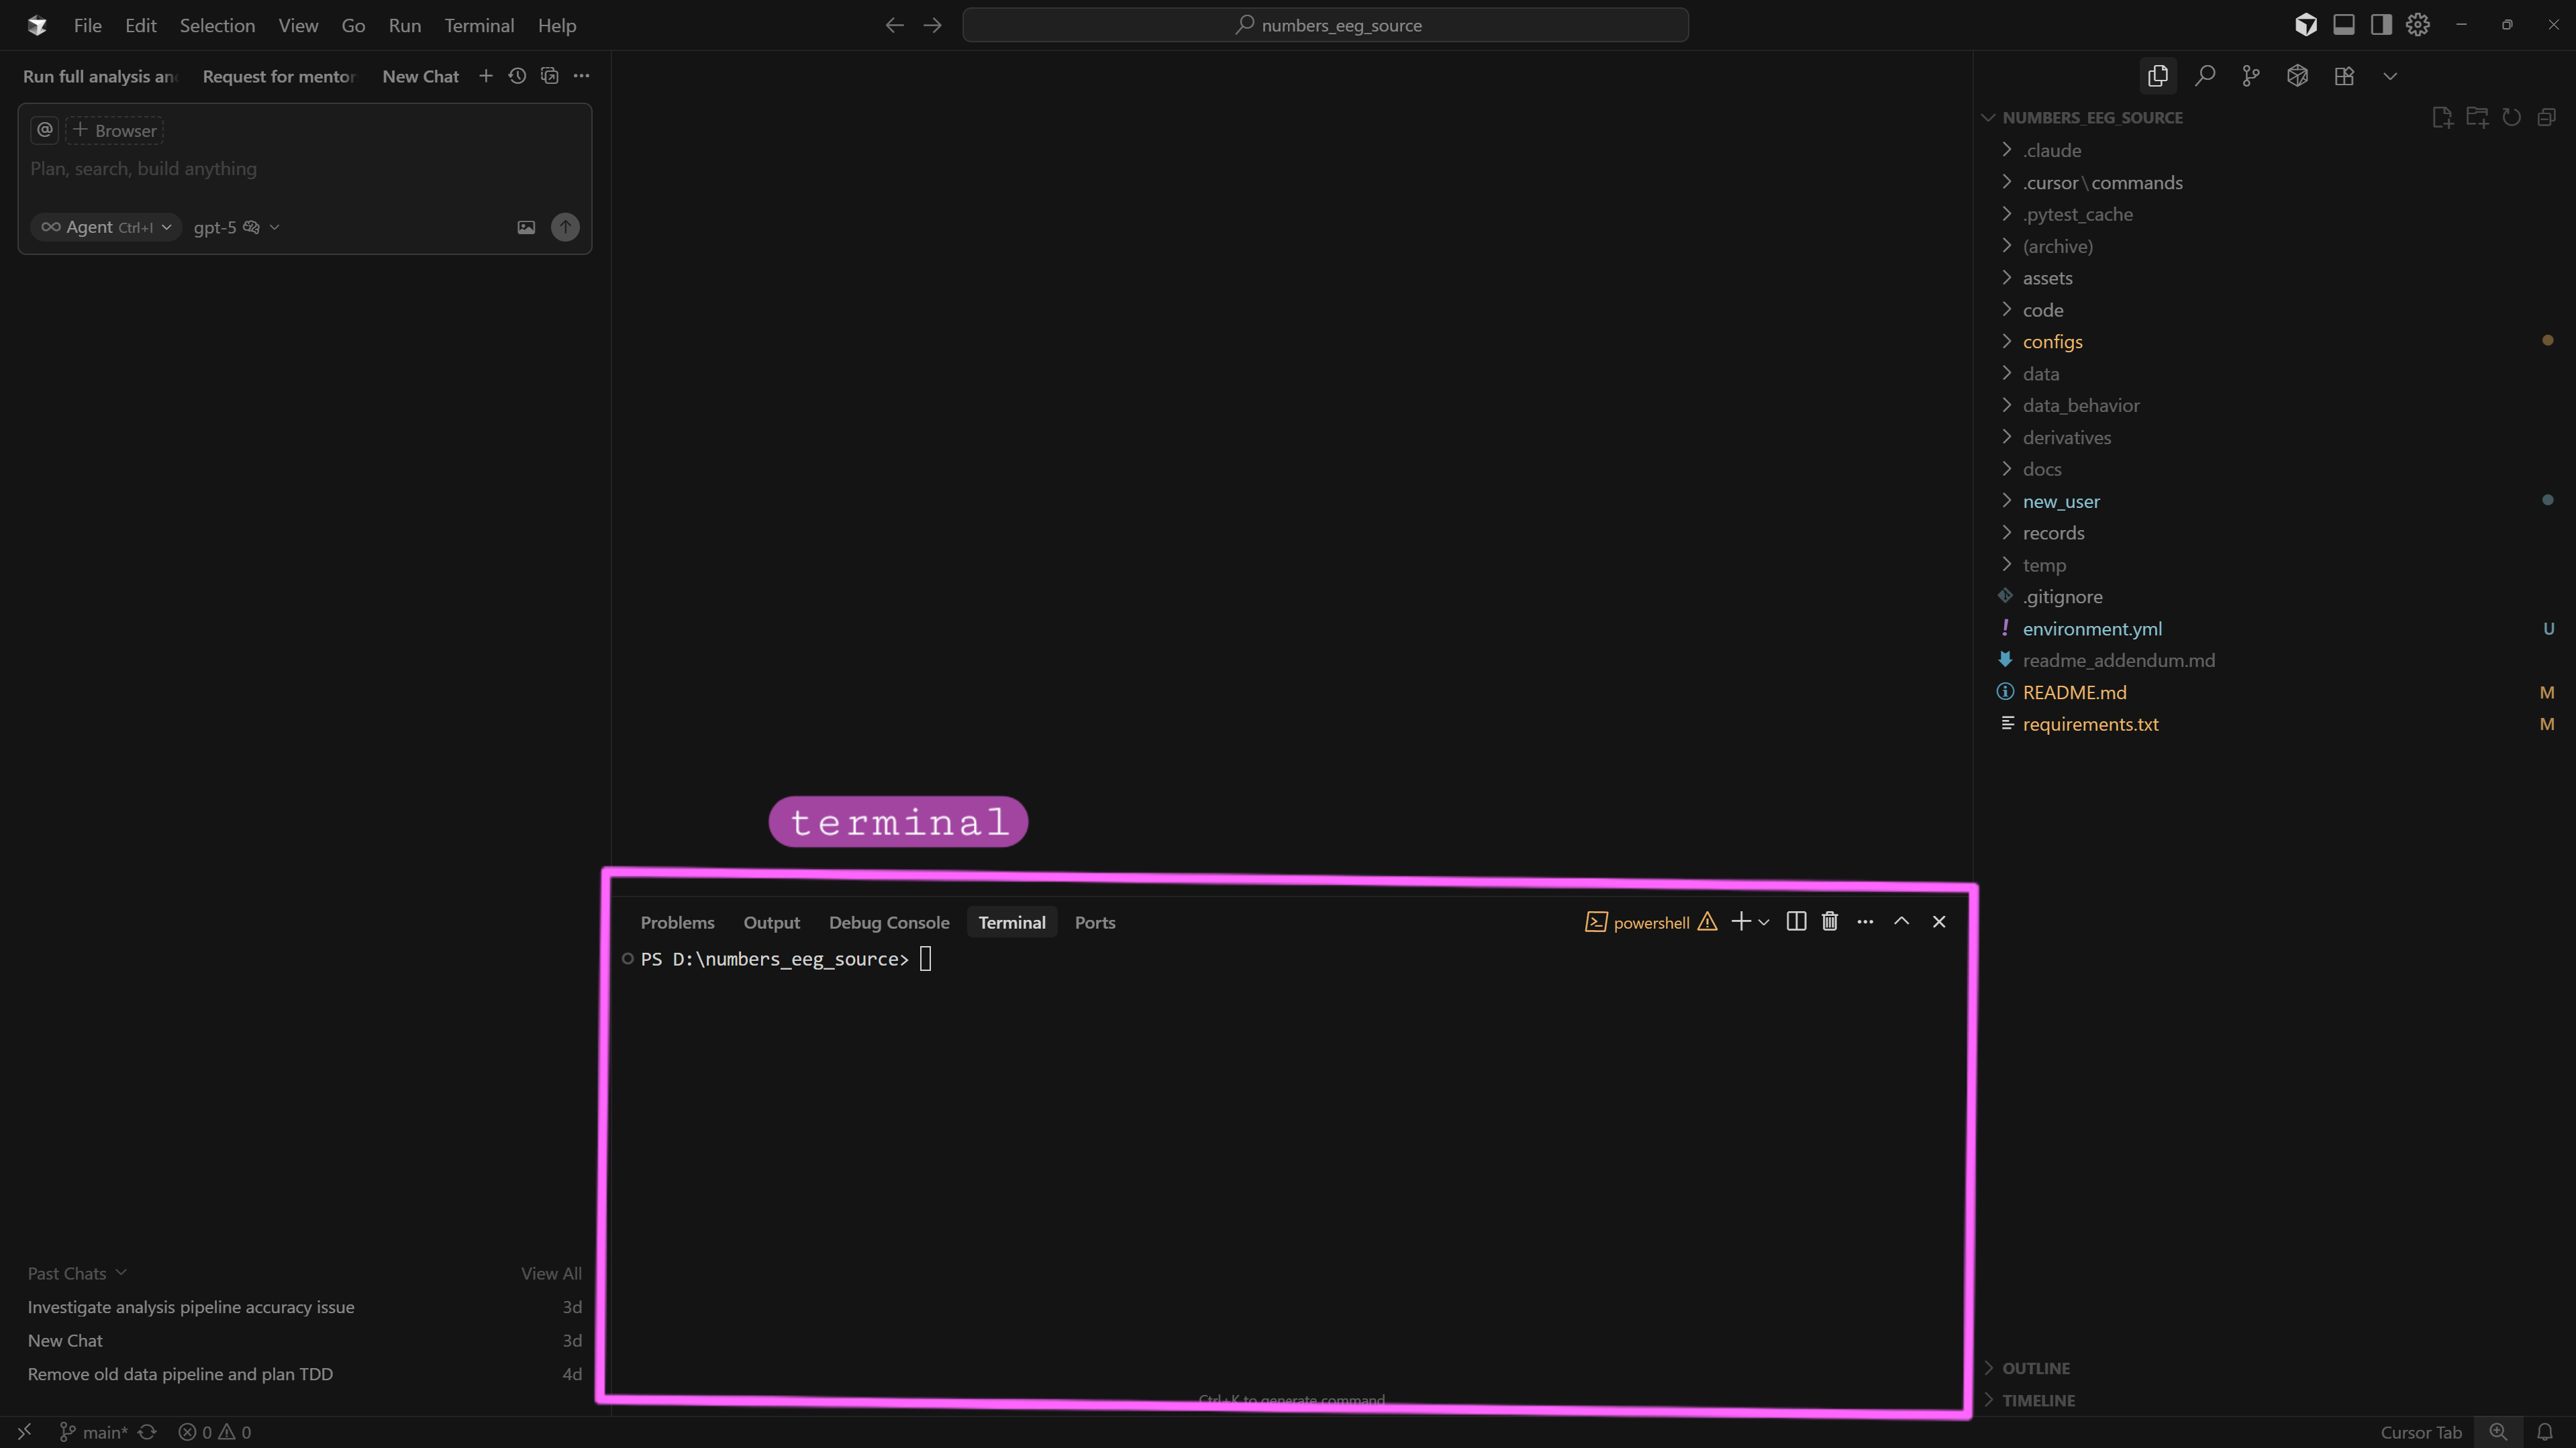 File Edit Selection View Go Run Terminal Help
numbers_eeg_source
Run full analysis an
Request for mentor
New Chat
@ + Browser
Plan, search, build anything
Agent Ctrl+I
gpt-5
Past Chats
View All
Investigate analysis pipeline accuracy issue 3d
New Chat 3d
Remove old data pipeline and plan TDD 4d
terminal
Problems Output Debug Console Terminal Ports
powershell
PS D:\numbers_eeg_source>
Ctrl+K to generate command
NUMBERS_EEG_SOURCE
.claude
.cursor\commands
.pytest_cache
(archive)
assets
code
configs
data
data_behavior
derivatives
docs
new_user
records
temp
.gitignore
environment.yml U
readme_addendum.md
README.md M
requirements.txt M
OUTLINE
TIMELINE
main* 0 0
Cursor Tab